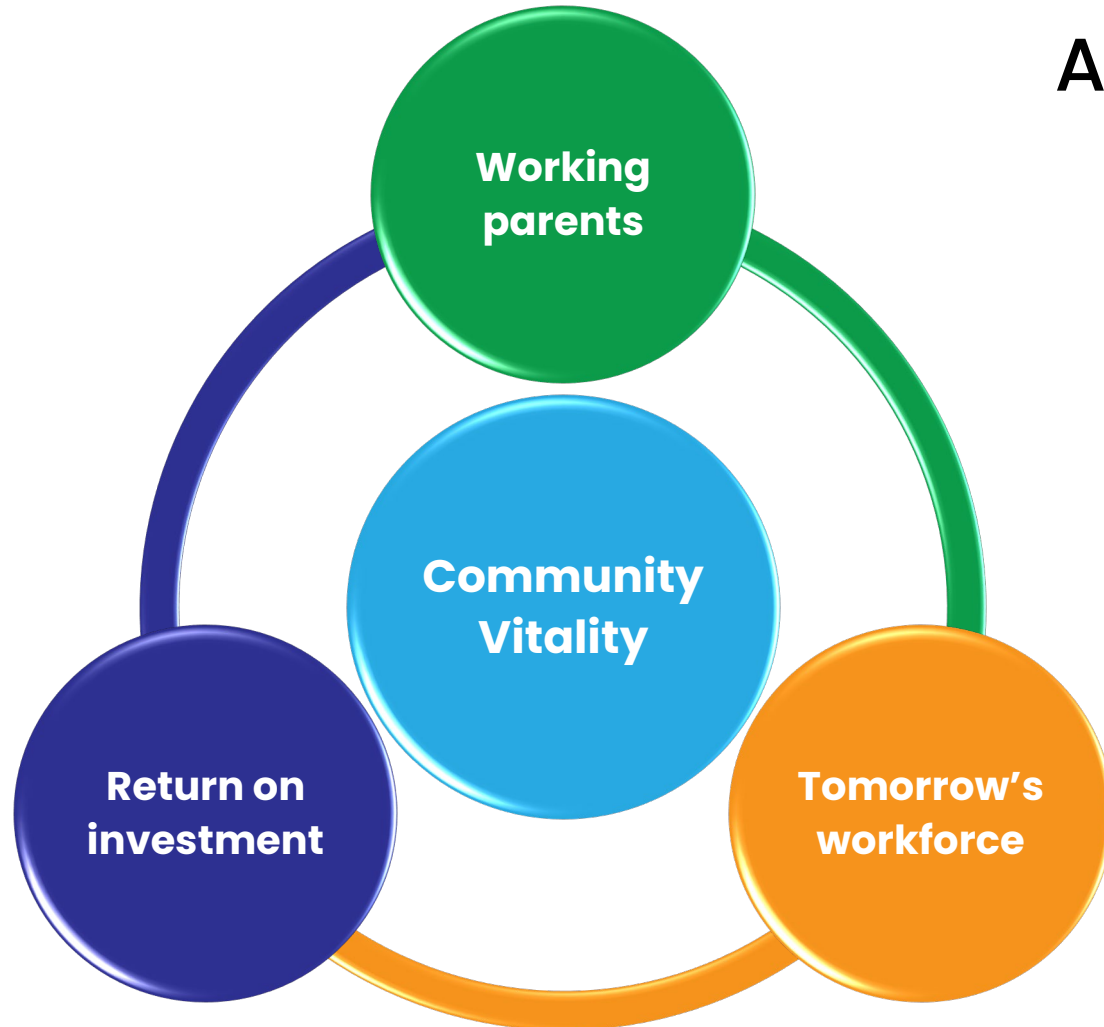 A
Working
parents
Community
Vitality
Return on
investment
Tomorrow’s
workforce